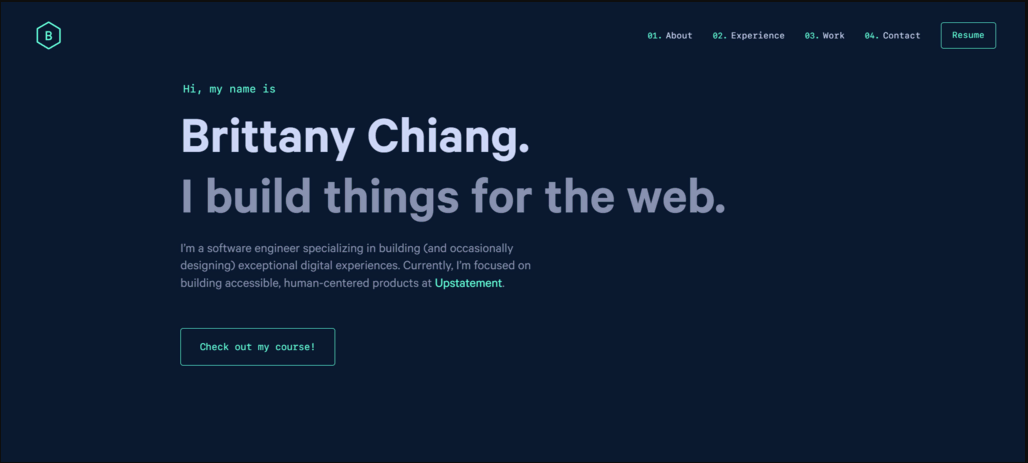 B
01. About 02. Experience 03. Work 04. Contact Resume
Hi, my name is
Brittany Chiang.
I build things for the web.
I'm a software engineer specializing in building (and occasionally
designing) exceptional digital experiences. Currently, I'm focused on
building accessible, human-centered products at Upstatement.
Check out my course!